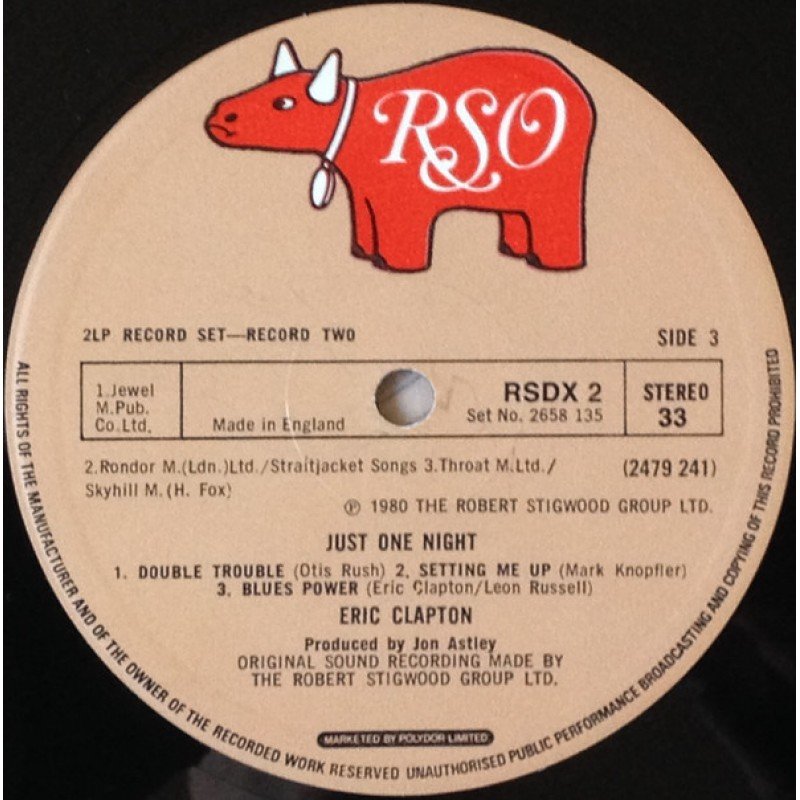 RSO
2LP RECORD SET—RECORD TWO
SIDE 3
1.Jewel
M.Pub.
Co.Ltd.
Made in England
RSDX 2
Set No. 2658 135
STEREO
33
2.Rondor M.(Ldn.)Ltd./Straitjacket Songs 3.Throat M.Ltd./
Skyhill M.(H. Fox)
(2479 241)
℗ 1980 THE ROBERT STIGWOOD GROUP LTD.
JUST ONE NIGHT
1. DOUBLE TROUBLE (Otis Rush) 2. SETTING ME UP (Mark Knopfler)
3. BLUES POWER (Eric Clapton/Leon Russell)
ERIC CLAPTON
Produced by Jon Astley
ORIGINAL SOUND RECORDING MADE BY
THE ROBERT STIGWOOD GROUP LTD.
MARKETED BY POLYDOR LIMITED
ALL RIGHTS OF THE MANUFACTURER AND OF THE OWNER OF THE RECORDED WORK RESERVED UNAUTHORISED PUBLIC PERFORMANCE BROADCASTING AND COPYING OF THIS RECORD PROHIBITED